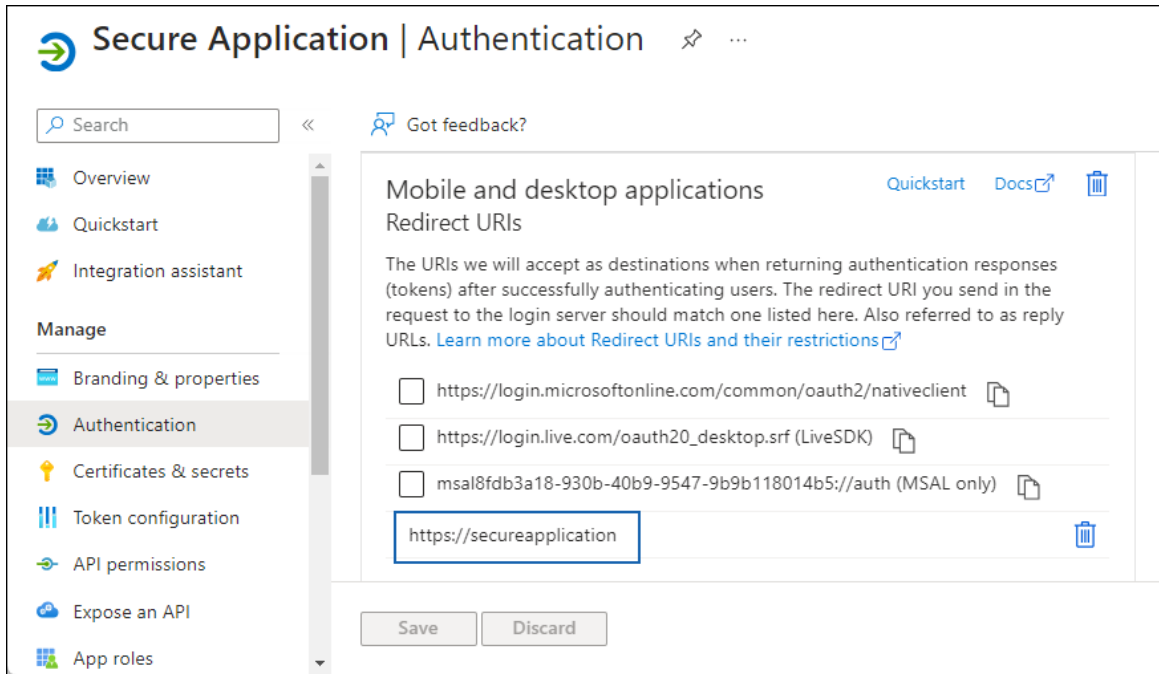 Secure Application | Authentication
Search
Got feedback?
Overview
Quickstart
Integration assistant
Manage
Branding & properties
Authentication
Certificates & secrets
Token configuration
API permissions
Expose an API
App roles
Mobile and desktop applications
Quickstart
Docs
Redirect URIs
The URIs we will accept as destinations when returning authentication responses
(tokens) after successfully authenticating users. The redirect URI you send in the
request to the login server should match one listed here. Also referred to as reply
URLs. Learn more about Redirect URIs and their restrictions
https://login.microsoftonline.com/common/oauth2/nativeclient
https://login.live.com/oauth20_desktop.srf (LiveSDK)
msal8fdb3a18-930b-40b9-9547-9b9b118014b5://auth (MSAL only)
https://secureapplication
Save
Discard